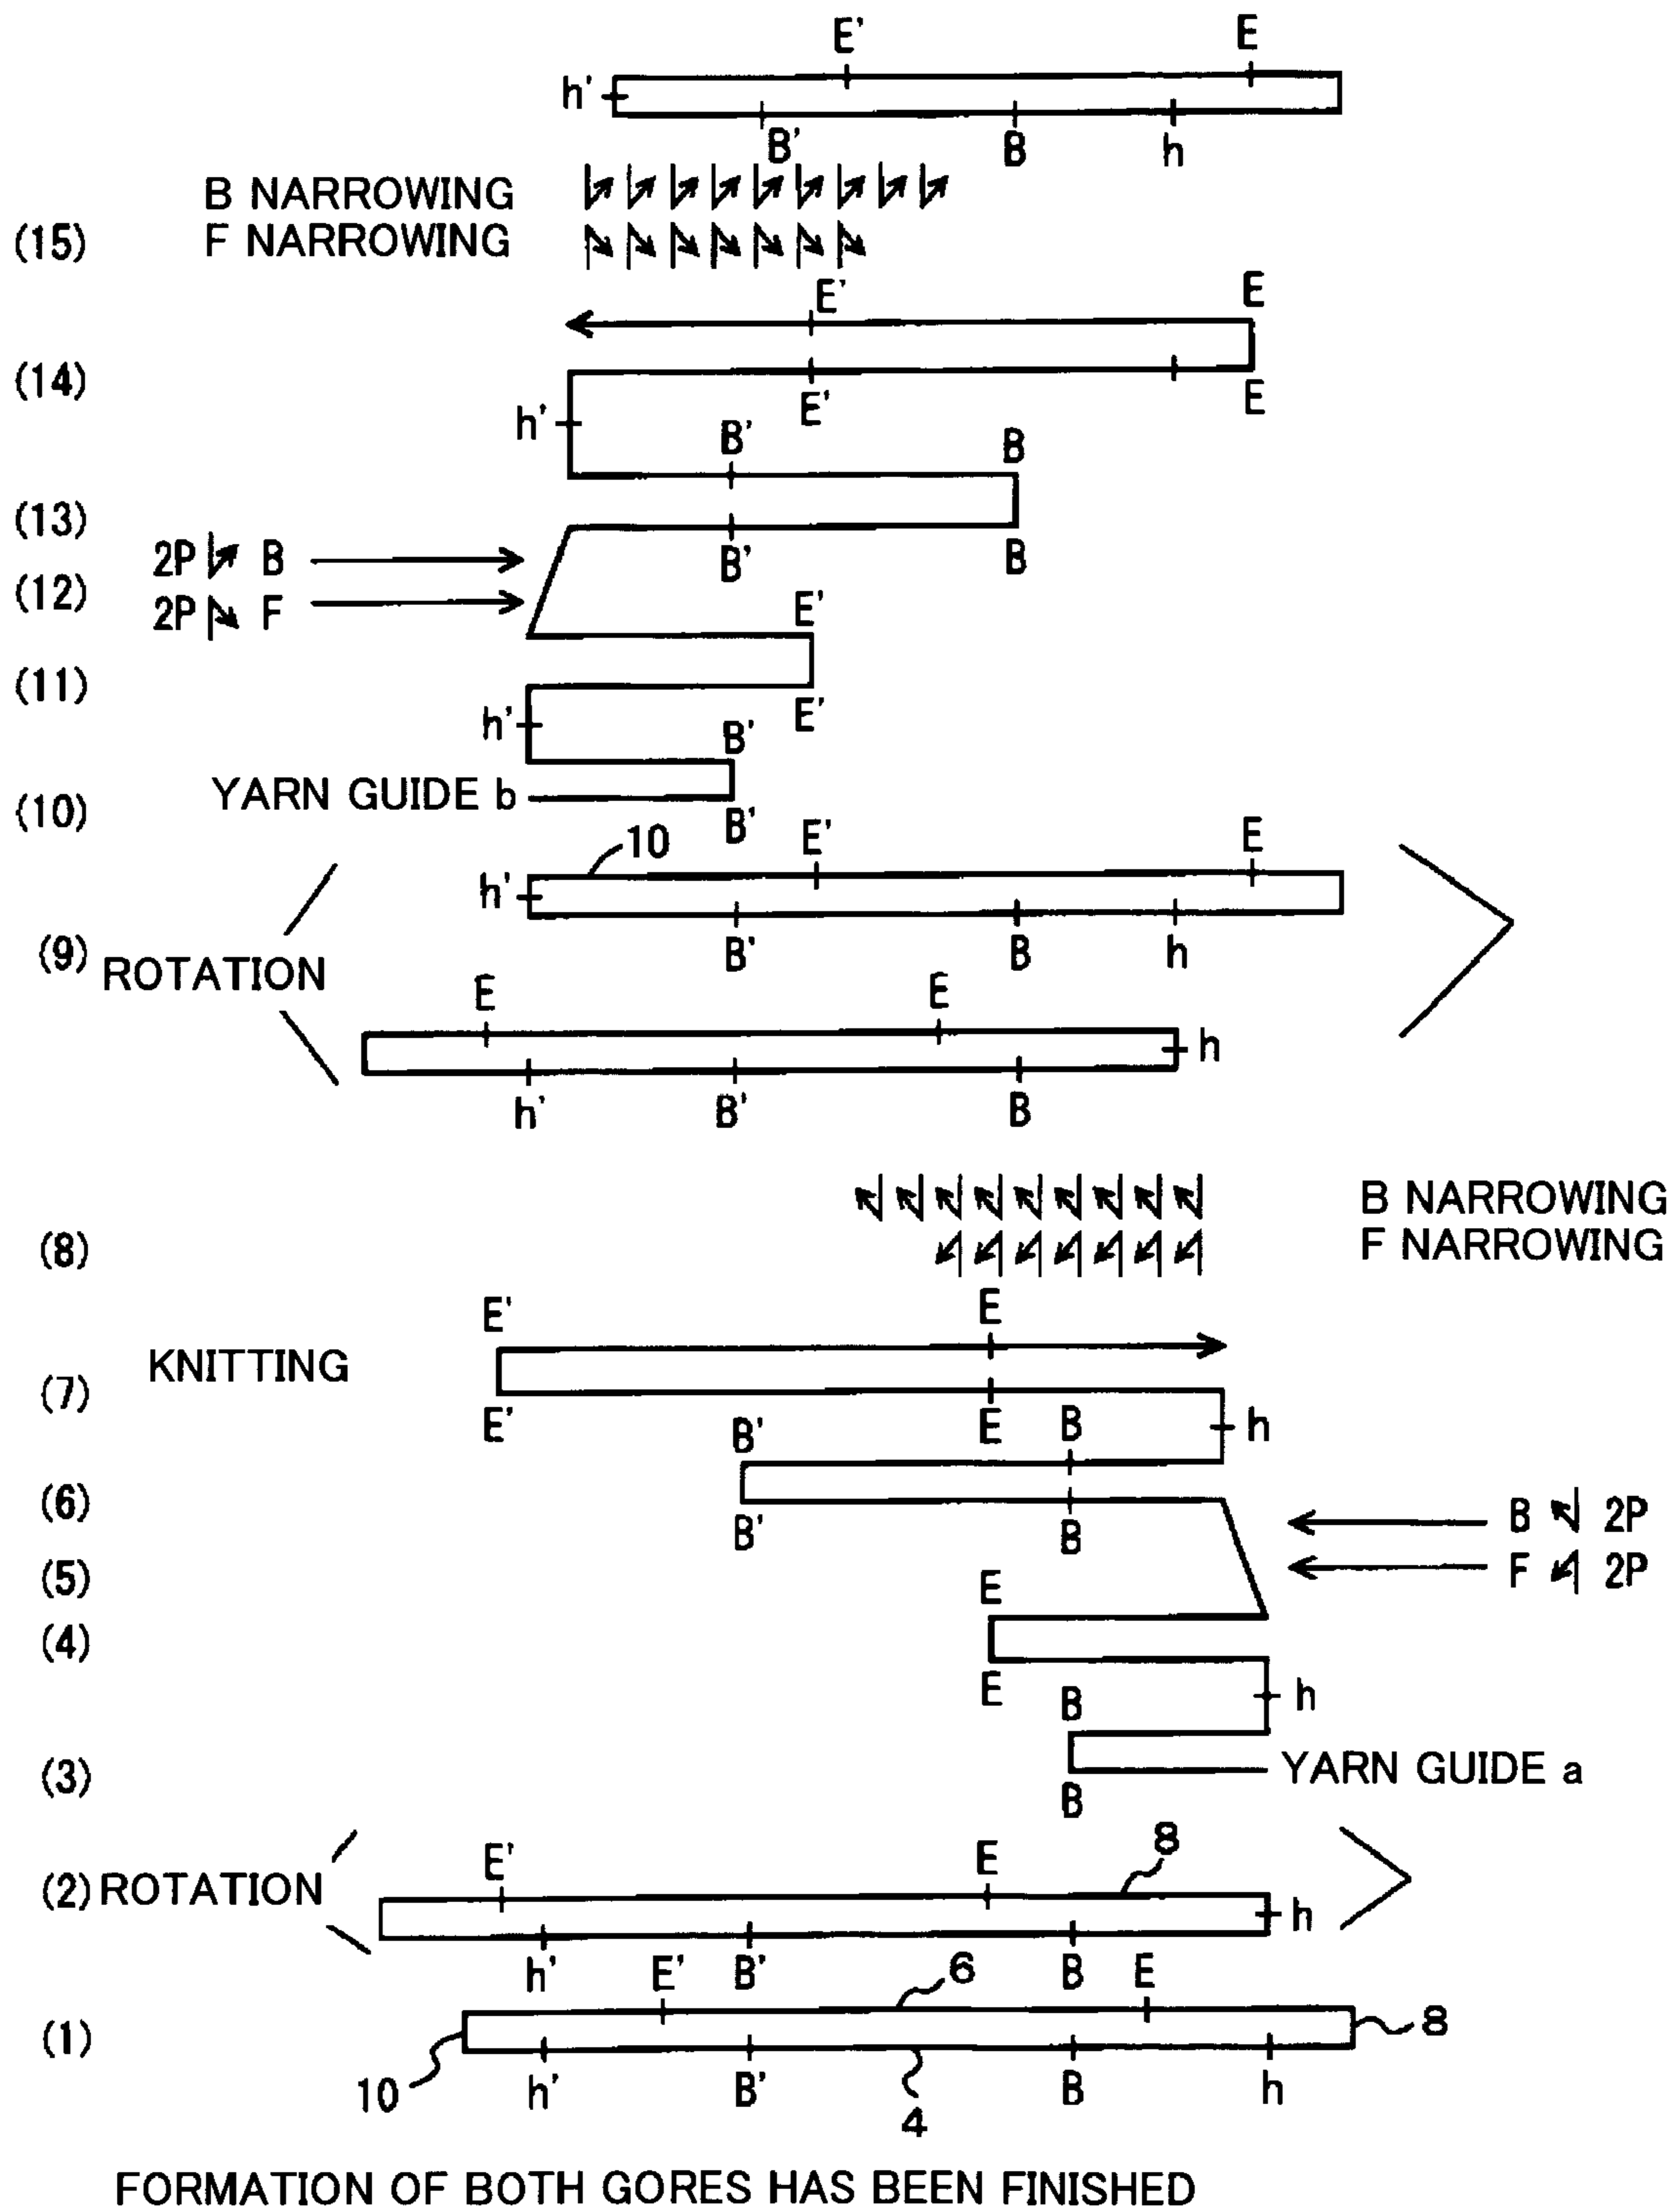 E' E
h'
B' B h
B NARROWING
(15) F NARROWING
E' E
(14)
E' E
h'
B' B
(13)
B' B
2P B
(12)
2P F
E'
(11)
E'
h'
B'
YARN GUIDE b
(10)
B'
10 E' E
h'
B' B h
(9) ROTATION
E E
h
h' B' B
B NARROWING
(8) F NARROWING
E' E
KNITTING
(7)
E' E B
B' h
(6)
B' B
B 2P
(5) F 2P
E
(4)
E
B h
(3) YARN GUIDE a
B
E' E 8
(2) ROTATION
h
h' E' B' 6 B E
(1) 8
10 h' B' 4 B h
FORMATION OF BOTH GORES HAS BEEN FINISHED